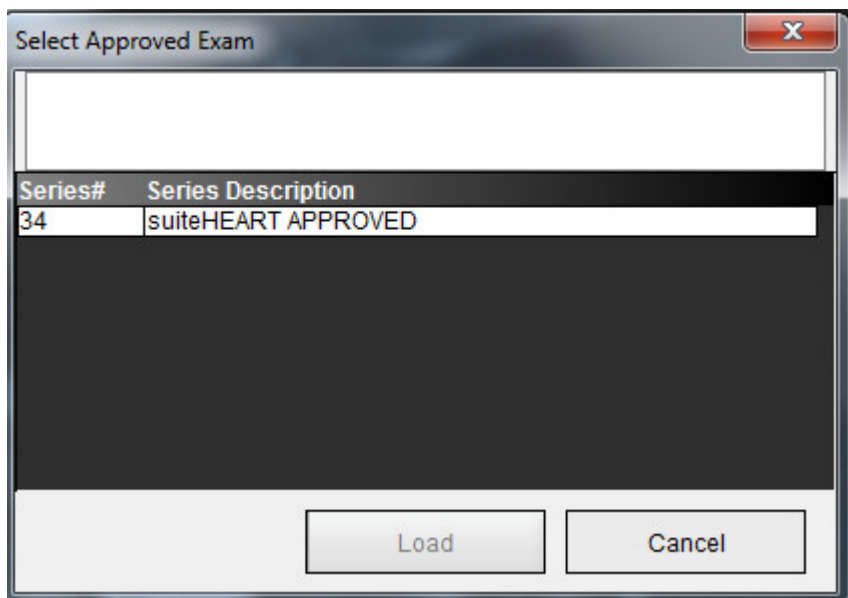 Select Approved Exam
x
Series# Series Description
34 suiteHEART APPROVED
Load Cancel